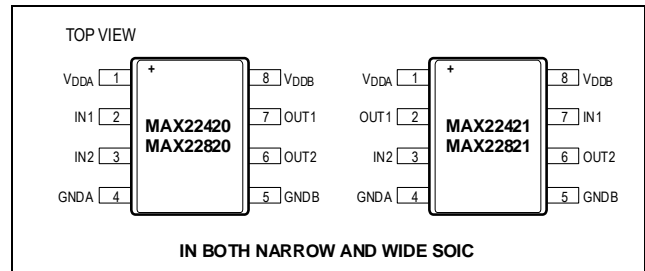 TOP VIEW
VDDA 1 + 8 VDDB
IN1 2 7 OUT1
MAX22420
MAX22820
IN2 3 6 OUT2
GNDA 4 5 GNDB
VDDA 1 + 8 VDDB
OUT1 2 7 IN1
MAX22421
MAX22821
IN2 3 6 OUT2
GNDA 4 5 GNDB
IN BOTH NARROW AND WIDE SOIC